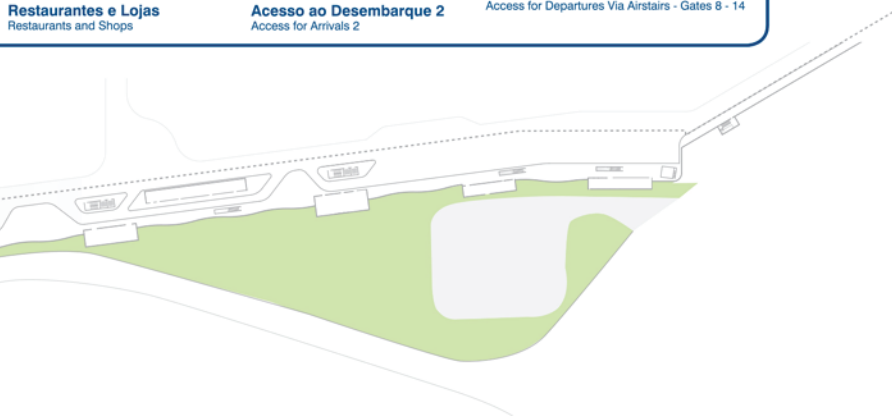 Restaurantes e Lojas
Restaurants and Shops
Acesso ao Desembarque 2
Access for Arrivals 2
Access for Departures Via Airstairs - Gates 8 - 14